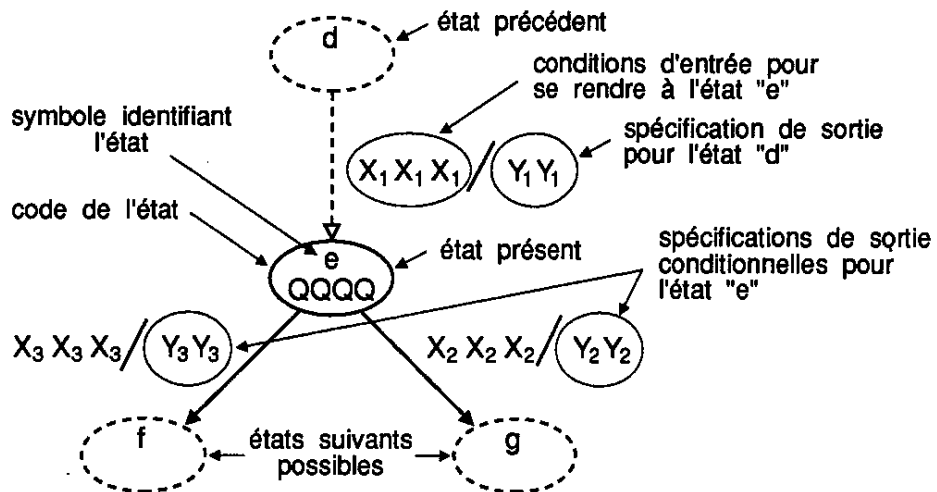 d
état précédent
conditions d'entrée pour
se rendre à l'état "e"
symbole identifiant
l'état
X1 X1 X1 / Y1 Y1
spécification de sortie
pour l'état "d"
code de l'état
e
QQQQ
état présent
spécifications de sortie
conditionnelles pour
l'état "e"
X3 X3 X3 / Y3 Y3
X2 X2 X2 / Y2 Y2
f
états suivants
possibles
g